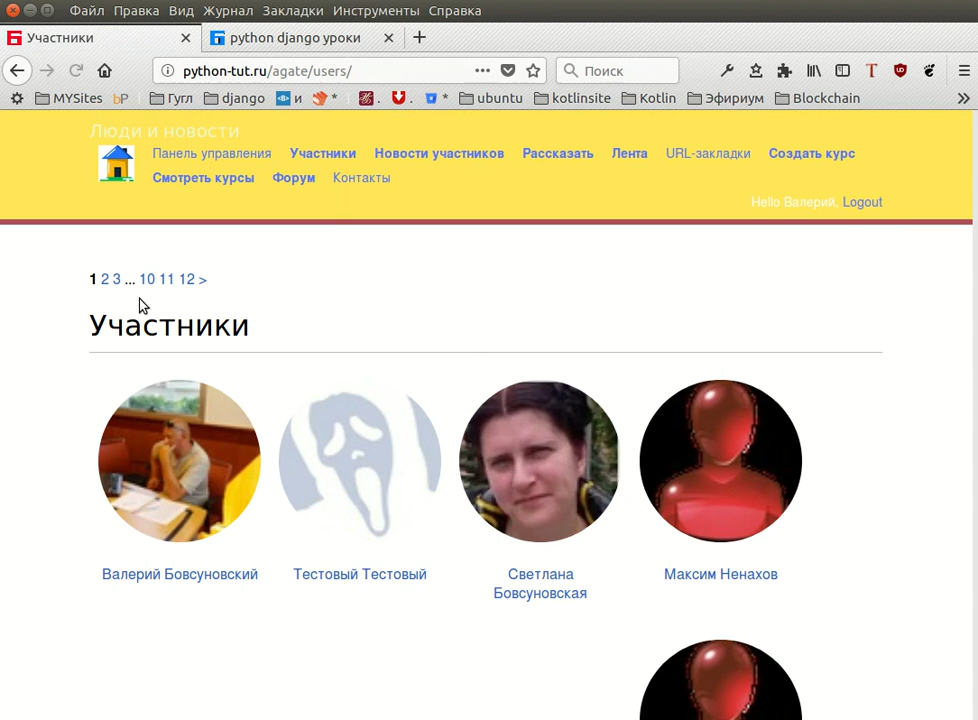 Файл Правка Вид Журнал Закладки Инструменты Справка
Участники
python django уроки
python-tut.ru/agate/users/
Поиск
MYSites bP Гугл django и * . . * ubuntu kotlinsite Kotlin Эфириум Blockchain
Люди и новости
Панель управления Участники Новости участников Рассказать Лента URL-закладки Создать курс
Смотреть курсы Форум Контакты
Hello Валерий, Logout
1 2 3 ... 10 11 12 >
Участники
Валерий Бовсуновский
Тестовый Тестовый
Светлана
Бовсуновская
Максим Ненахов